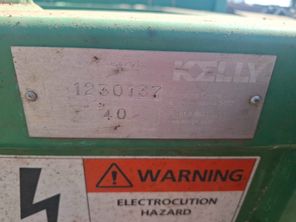 KELLY
1230137
40
WARNING
ELECTROCUTION
HAZARD